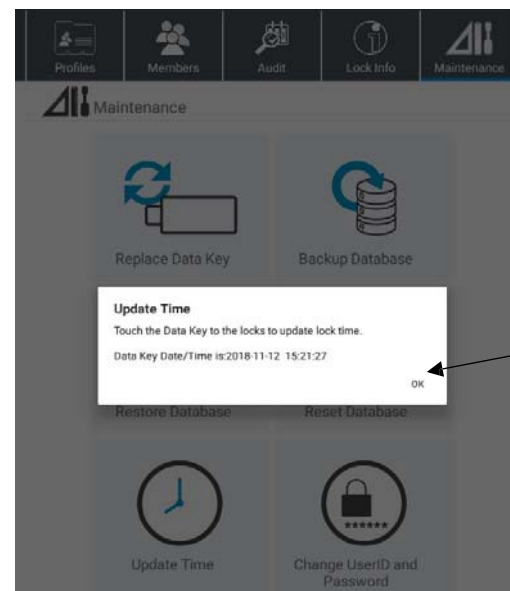 Profiles Members Audit Lock Info Maintenance
Maintenance
Replace Data Key Backup Database
Update Time
Touch the Data Key to the locks to update lock time.
Data Key Date/Time is:2018-11-12 15:21:27
OK
Restore Database Reset Database
******
Update Time Change UserID and
Password